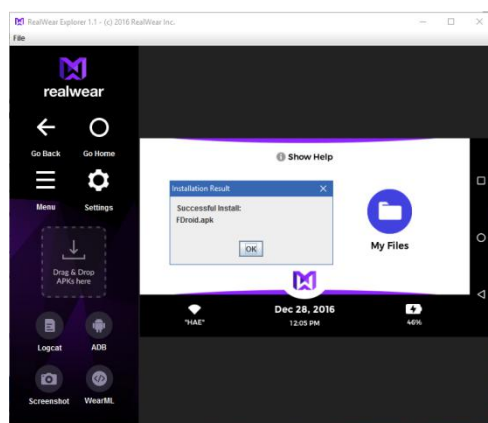 RealWear Explorer 1.1 - (c) 2016 RealWear Inc.
File
realwear
Go Back
Go Home
Menu
Settings
Drag & Drop
APKs here
Logcat
ADB
Screenshot
WearML
Show Help
Installation Result
Successful Install:
FDroid.apk
OK
My Files
"HAE"
Dec 28, 2016
12:05 PM
46%